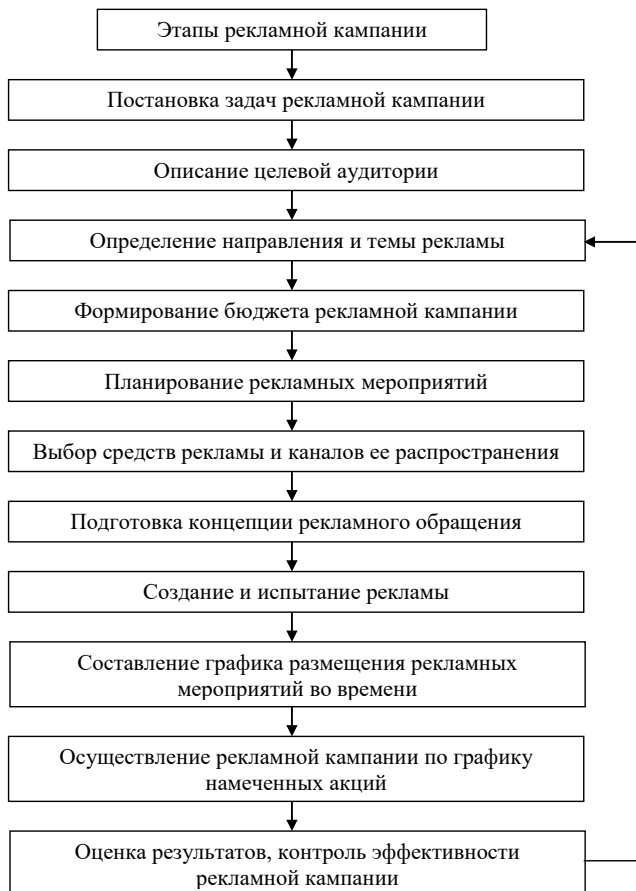 Этапы рекламной кампании
Постановка задач рекламной кампании
Описание целевой аудитории
Определение направления и темы рекламы
Формирование бюджета рекламной кампании
Планирование рекламных мероприятий
Выбор средств рекламы и каналов ее распространения
Подготовка концепции рекламного обращения
Создание и испытание рекламы
Составление графика размещения рекламных
мероприятий во времени
Осуществление рекламной кампании по графику
намеченных акций
Оценка результатов, контроль эффективности
рекламной кампании